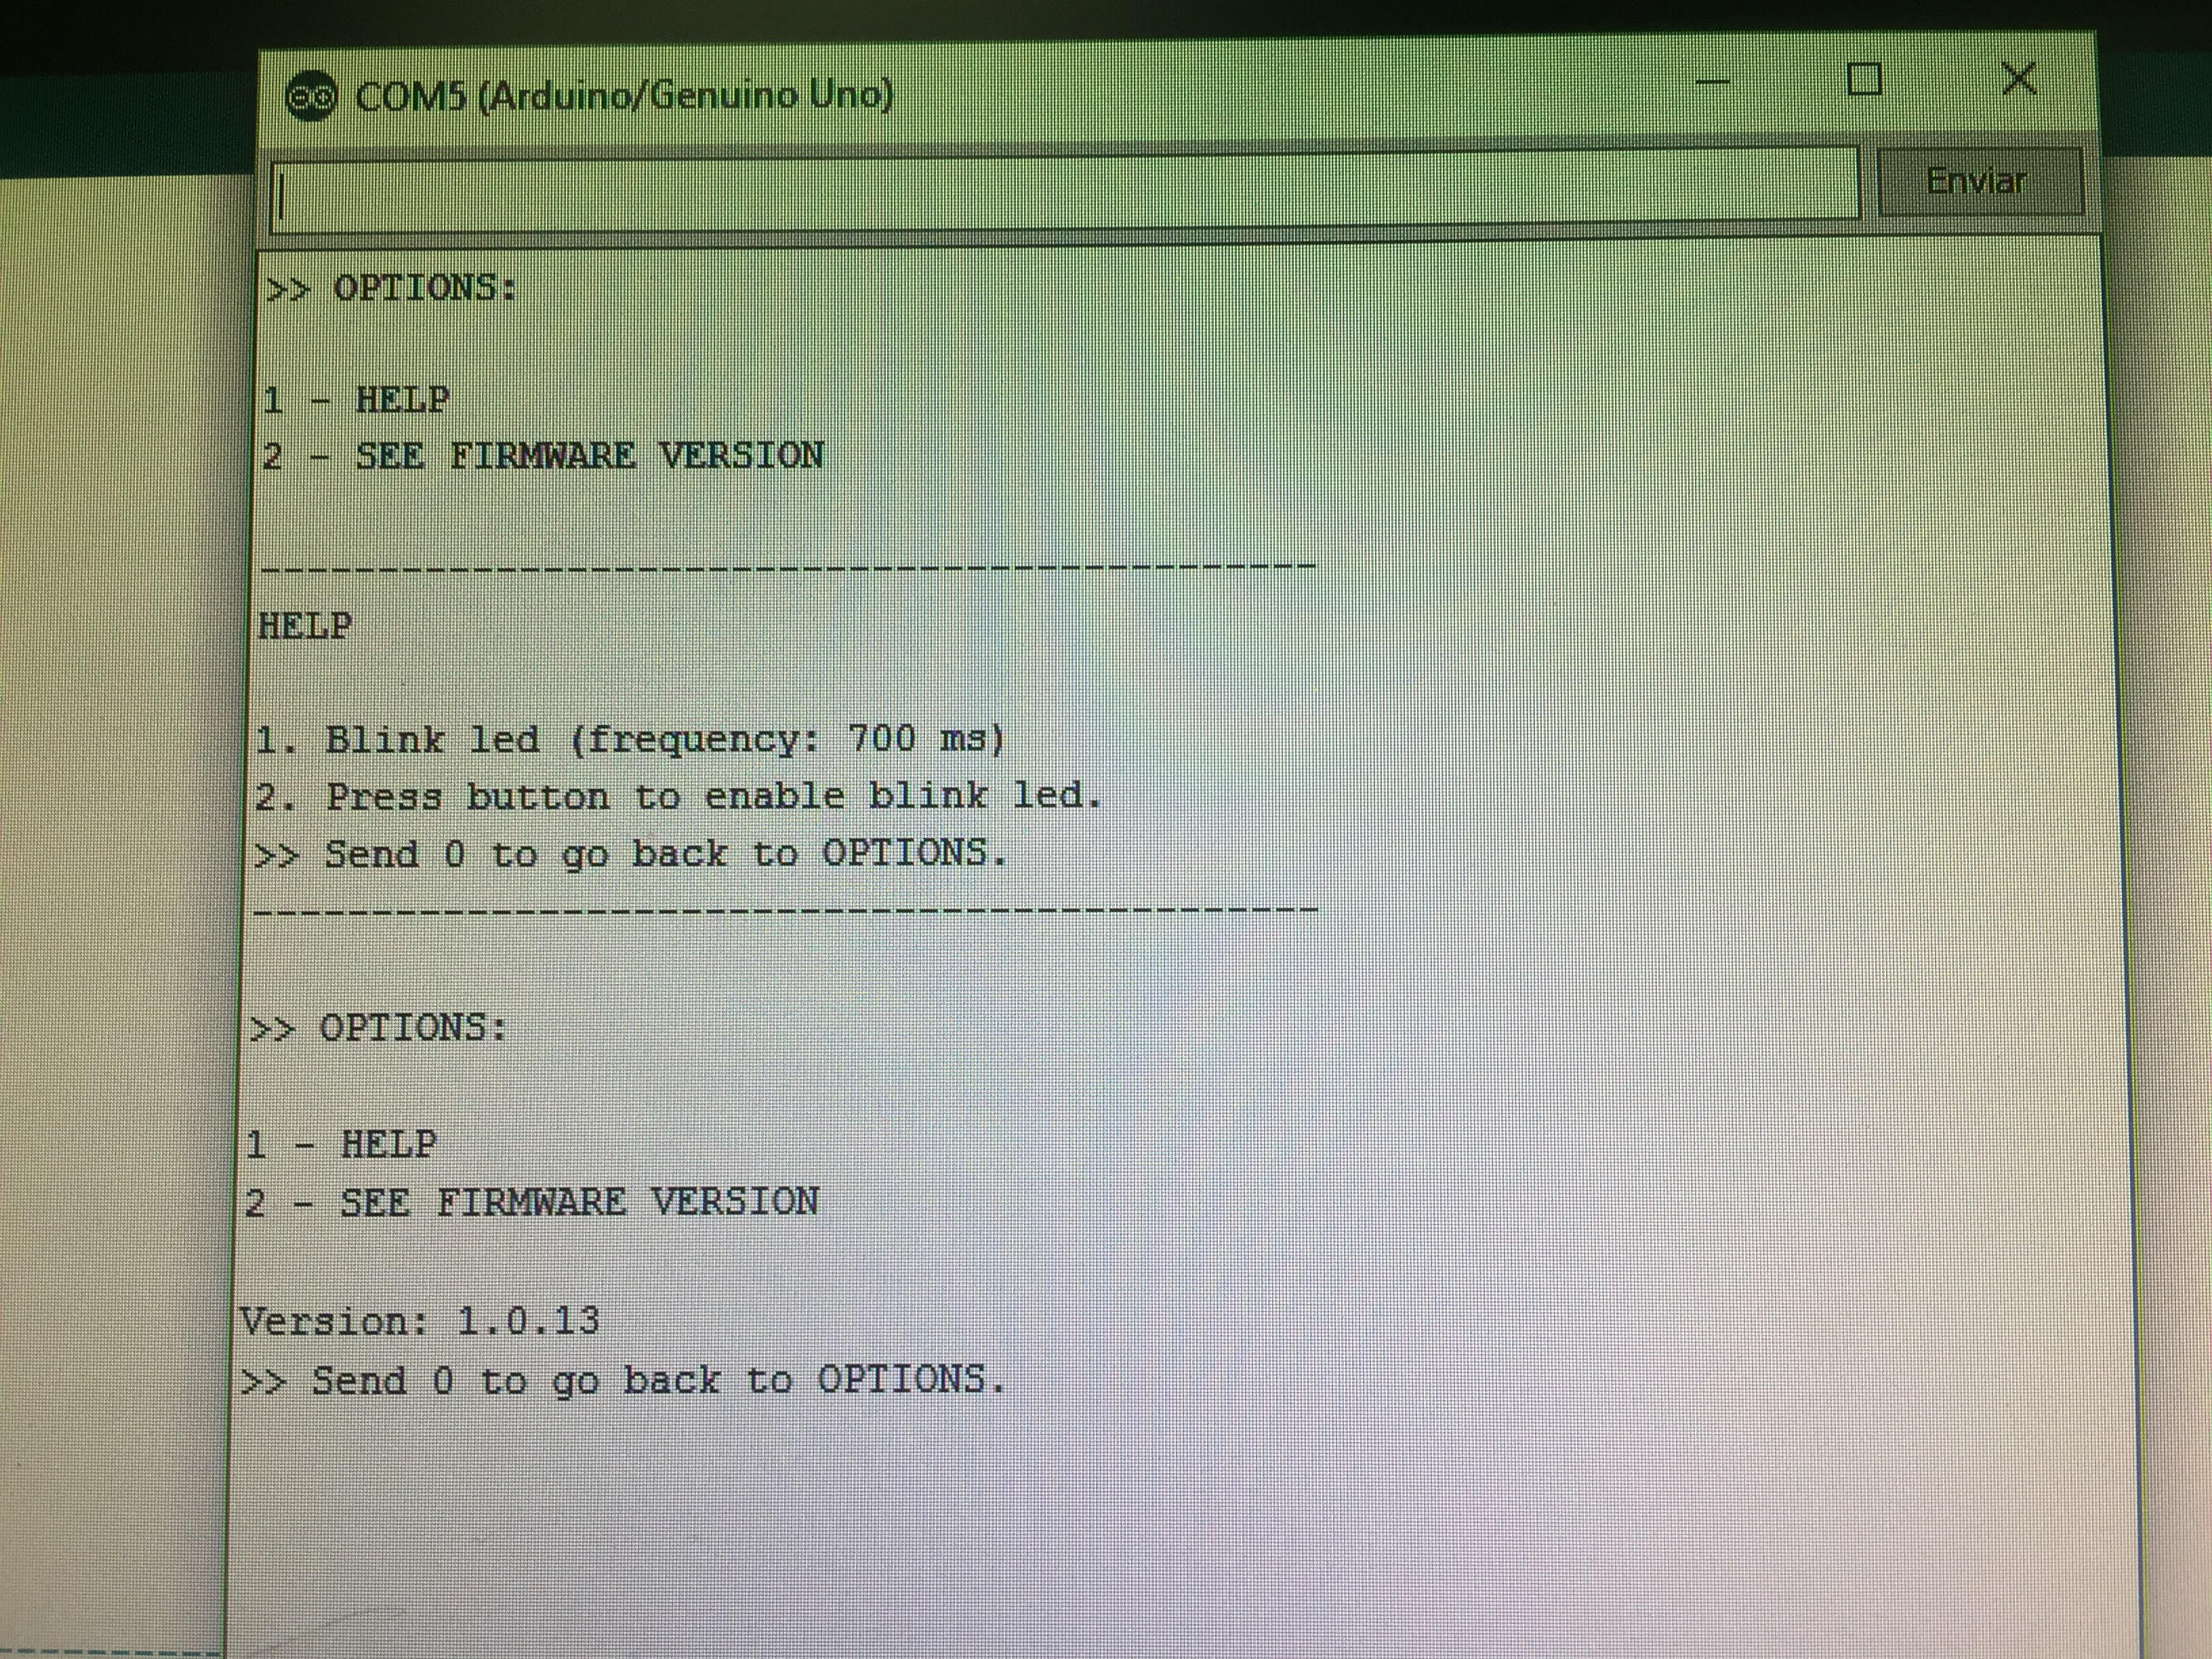 COM5 (Arduino/Genuino Uno)
Enviar
>> OPTIONS:
1 - HELP
2 - SEE FIRMWARE VERSION
---------------------------------------------
HELP
1. Blink led (frequency: 700 ms)
2. Press button to enable blink led.
>> Send 0 to go back to OPTIONS.
---------------------------------------------
>> OPTIONS:
1 - HELP
2 - SEE FIRMWARE VERSION
Version: 1.0.13
>> Send 0 to go back to OPTIONS.